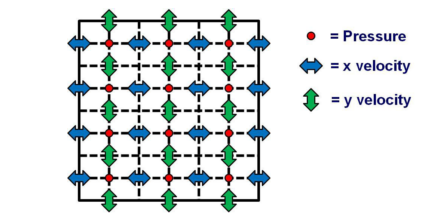 = Pressure
= x velocity
= y velocity